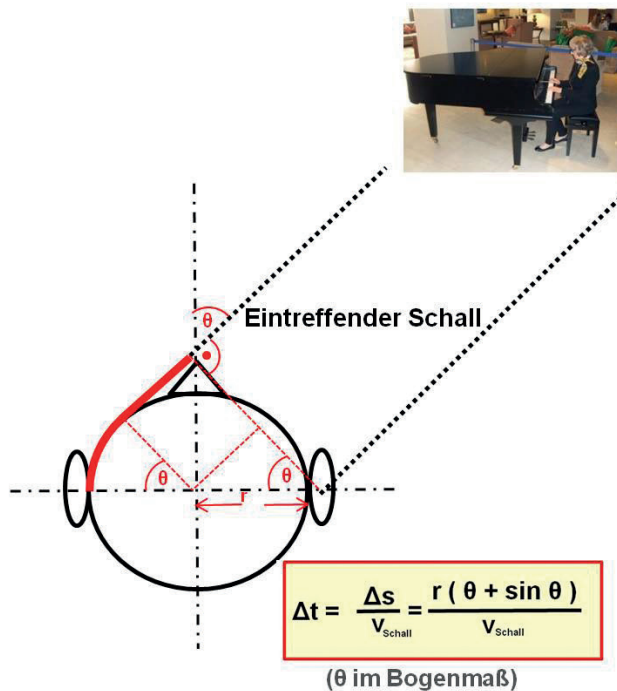 θ
Eintreffender Schall
θ
θ
r
Δt = Δs / V_Schall = r ( θ + sin θ ) / V_Schall
(θ im Bogenmaß)